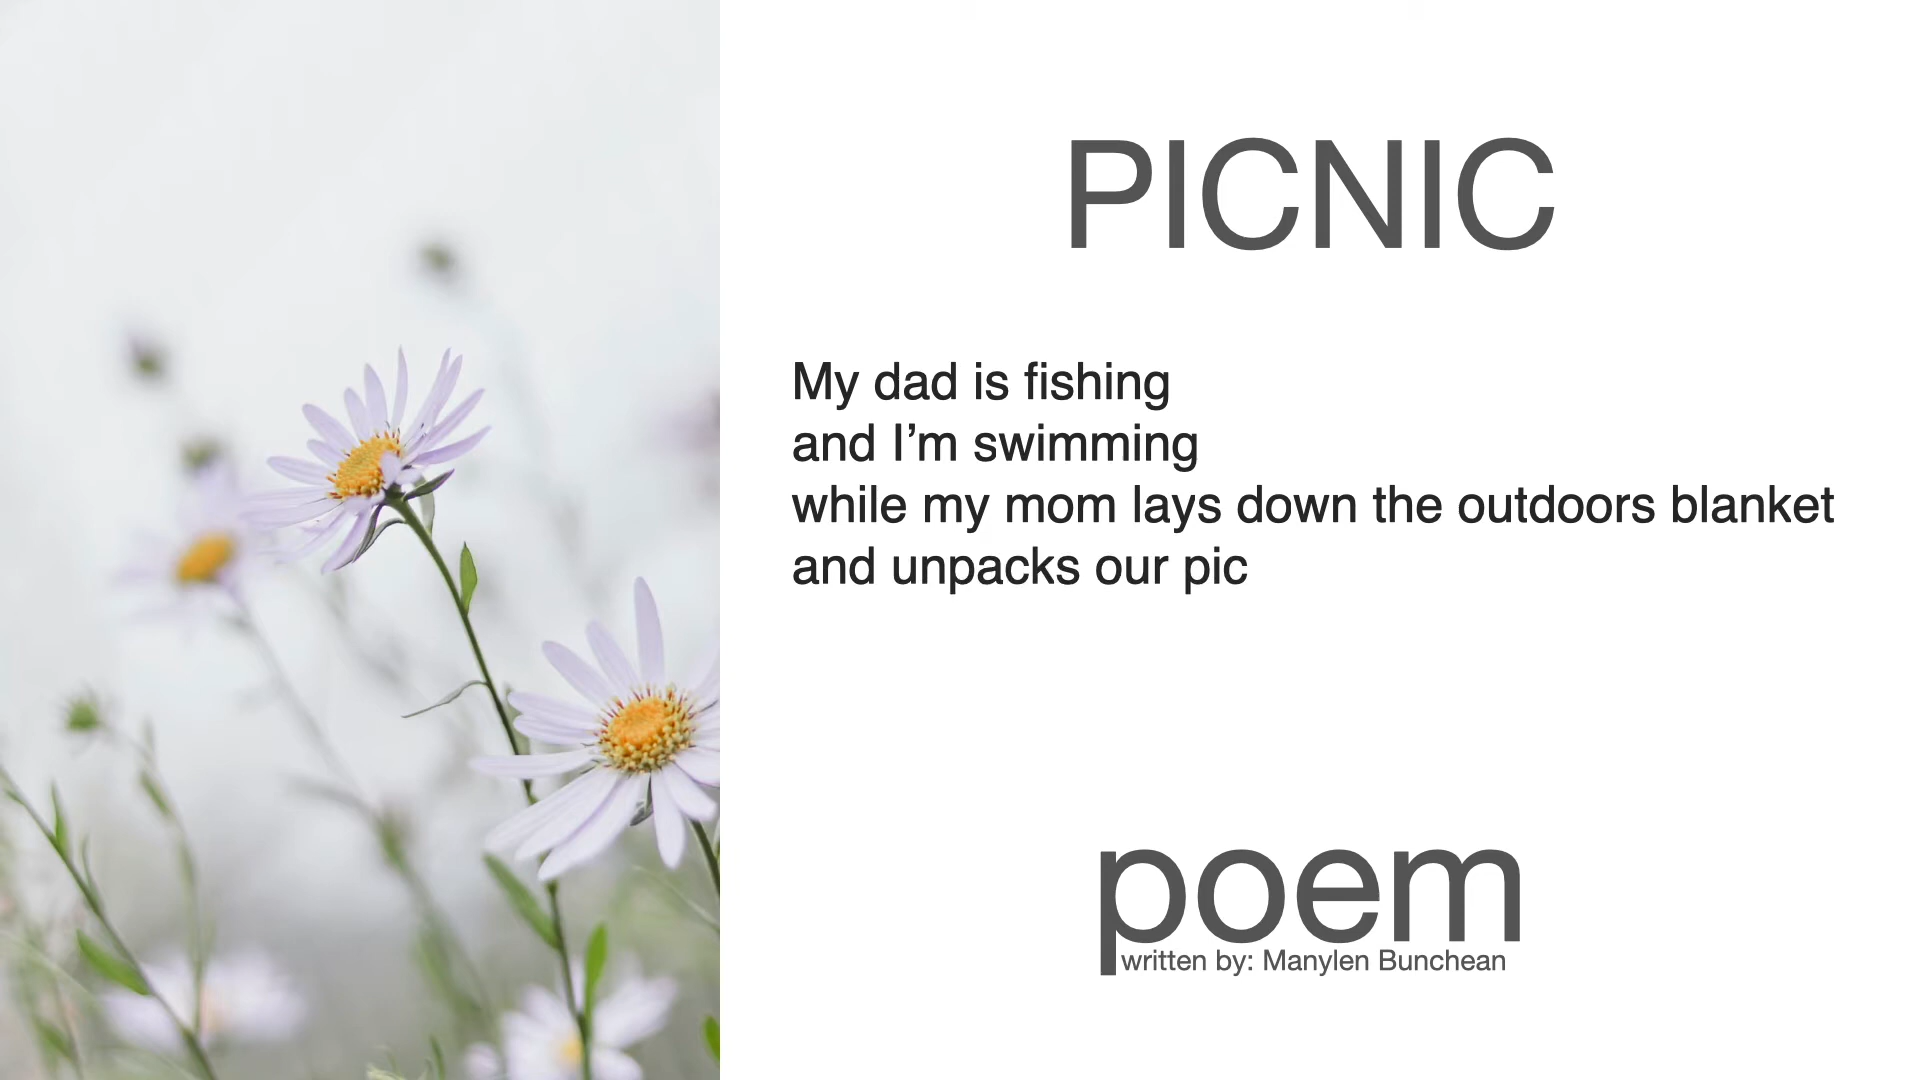 PICNIC
My dad is fishing
and I’m swimming
while my mom lays down the outdoors blanket
and unpacks our pic
poem
written by: Manylen Bunchean